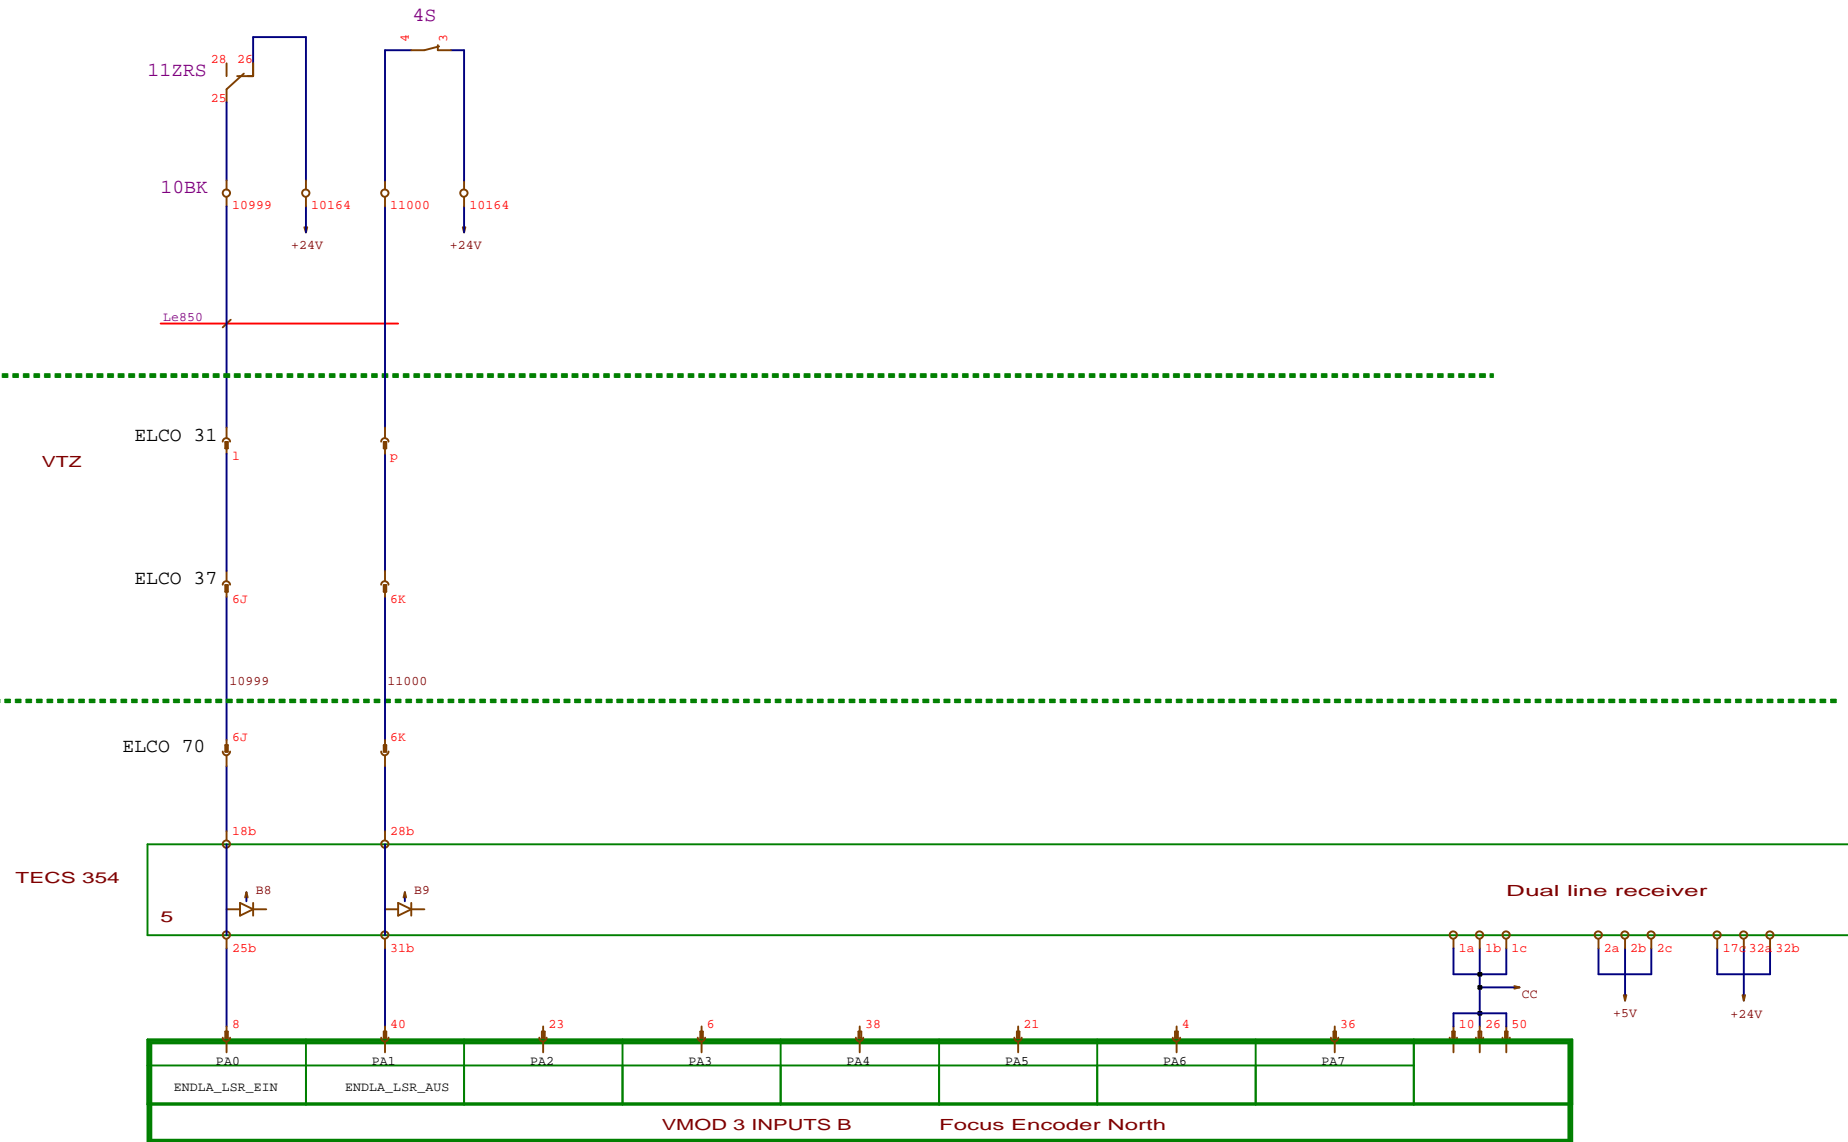 4S
4 3
28 26
11ZRS
25
10BK
10999 10164 11000 10164
+24V +24V
Le850
ELCO 31
l p
VTZ
ELCO 37
6J 6K
10999 11000
6J 6K
ELCO 70
18b 28b
TECS 354
B8 B9
Dual line receiver
5
25b 31b 1a 1b 1c 2a 2b 2c 17c 32a 32b
CC
+5V +24V
8 40 23 6 38 21 4 36 10 26 50
PA0 PA1 PA2 PA3 PA4 PA5 PA6 PA7
ENDLA_LSR_EIN ENDLA_LSR_AUS
VMOD 3 INPUTS B Focus Encoder North